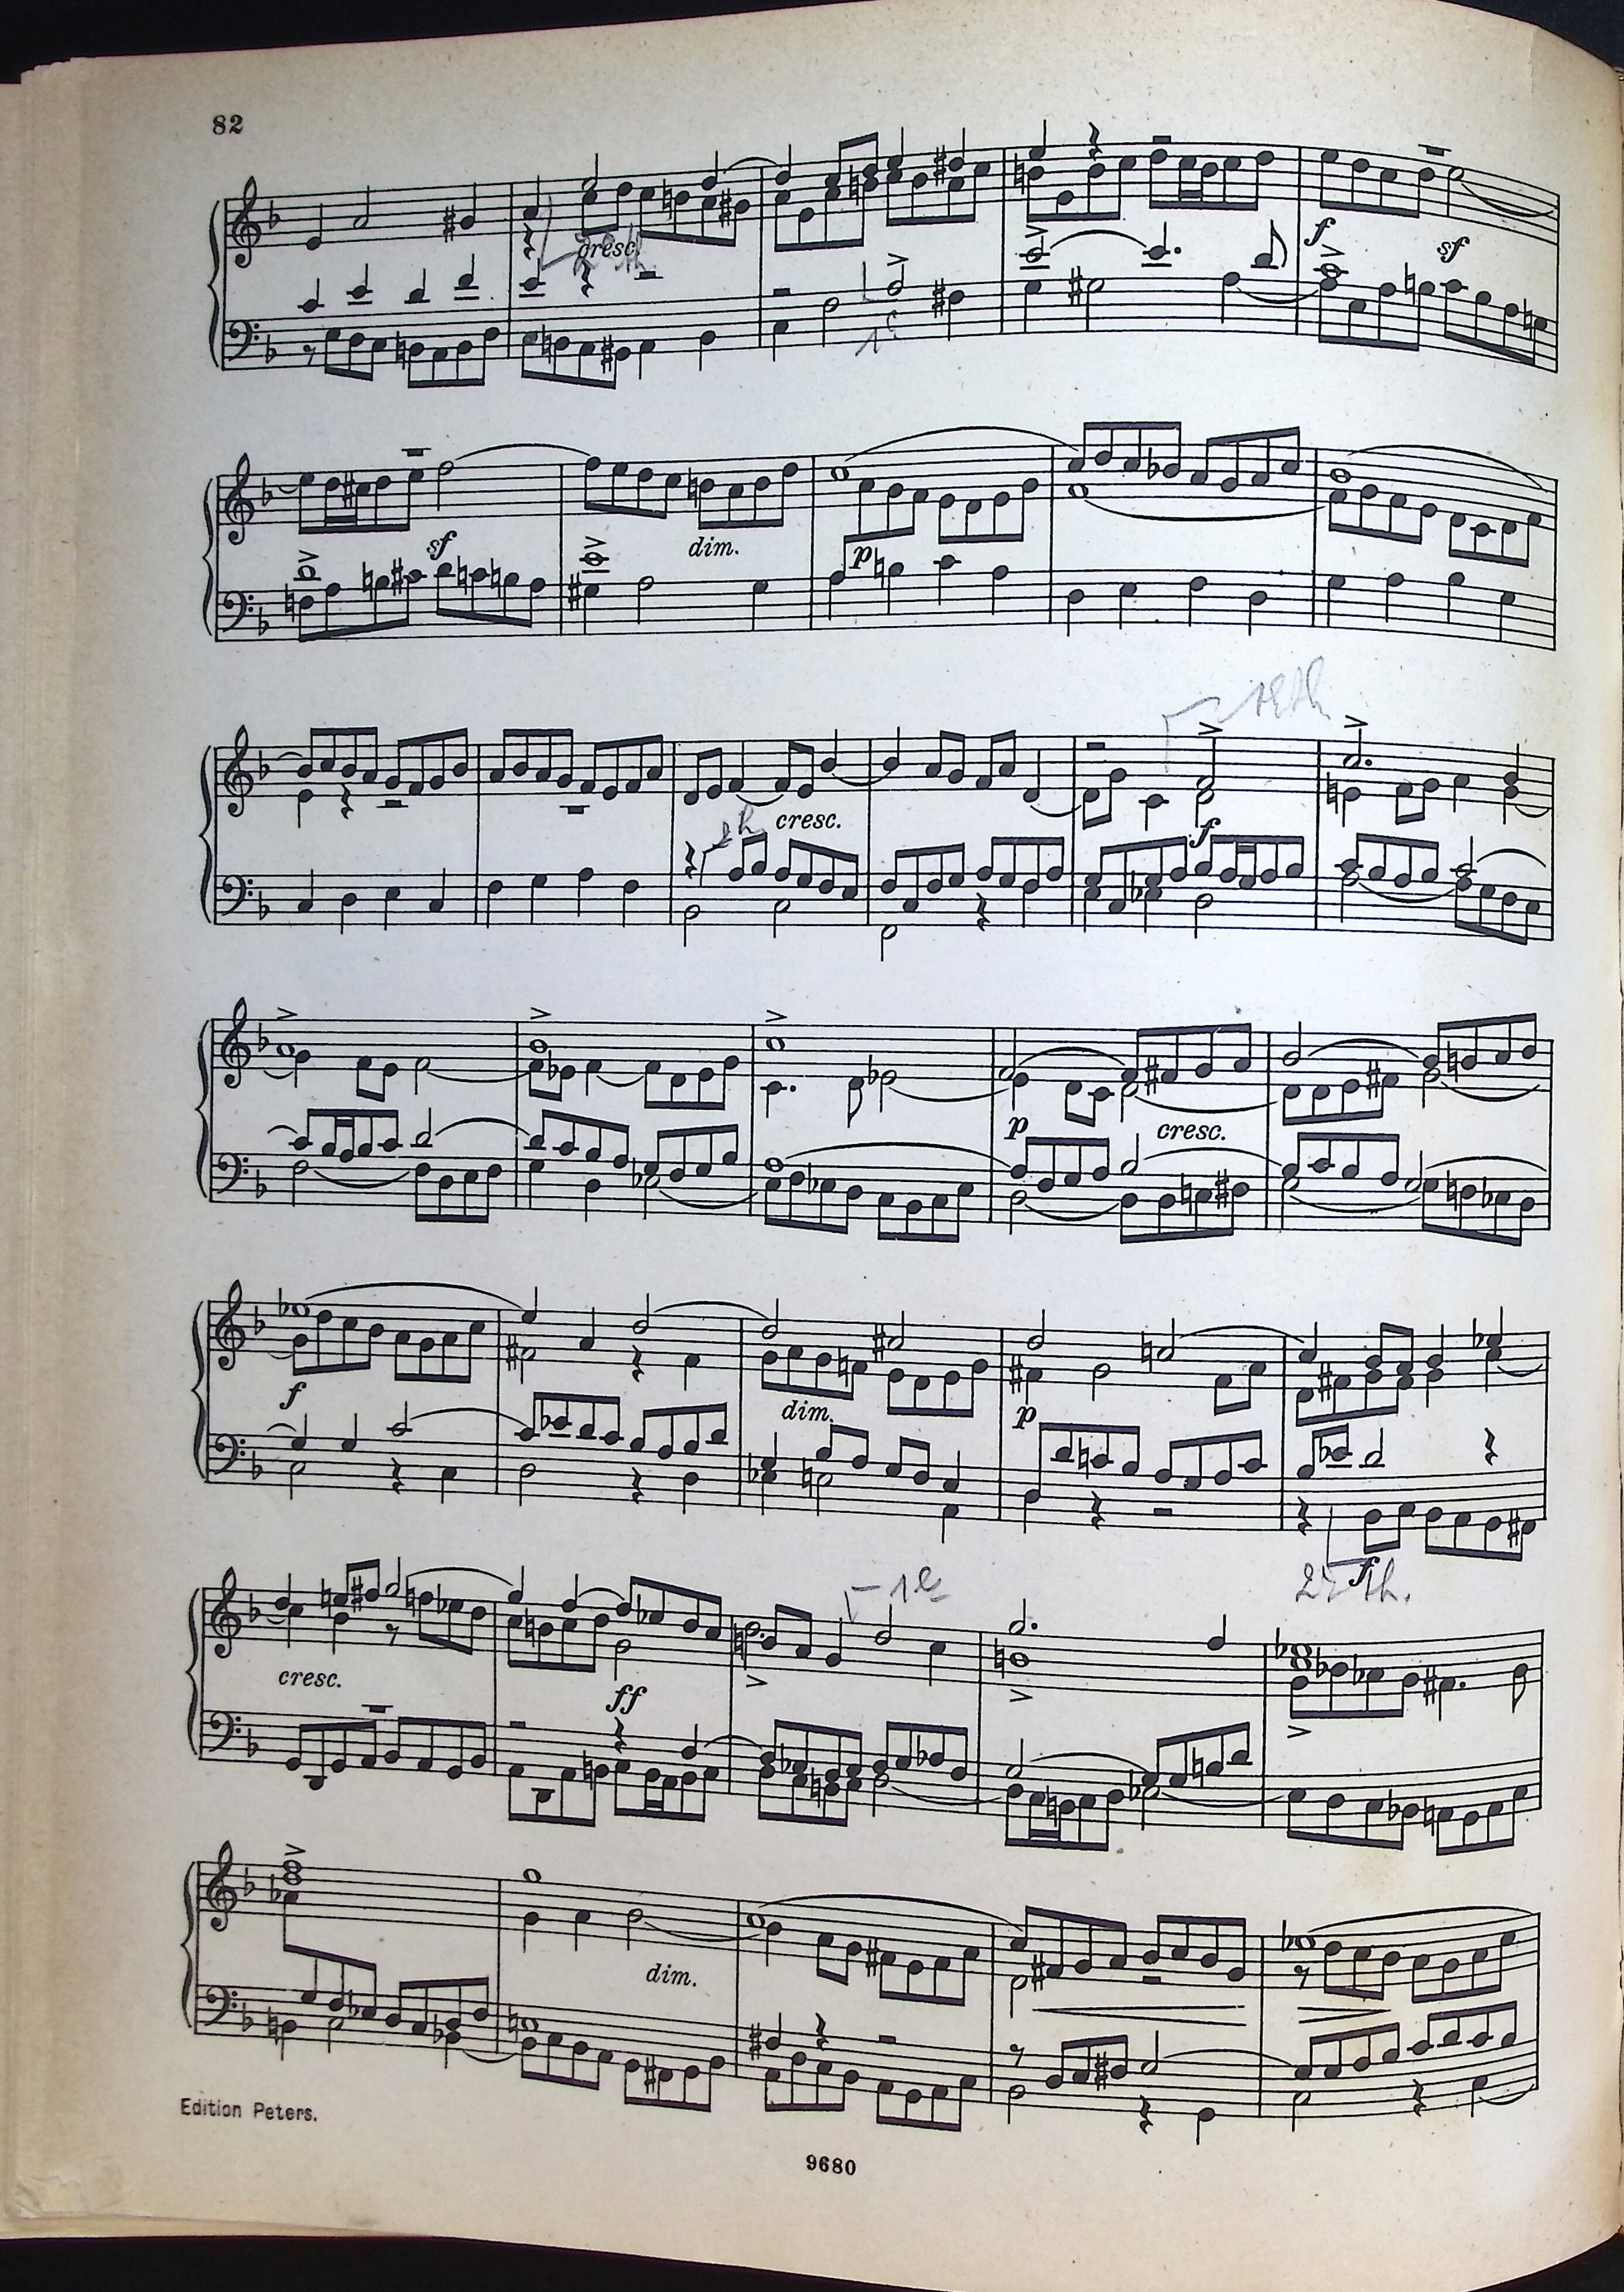 82
cresc.
f
sf
sf
dim.
p
cresc.
f
p
cresc.
f
dim.
p
f
cresc.
ff
dim.
Edition Peters.
9680